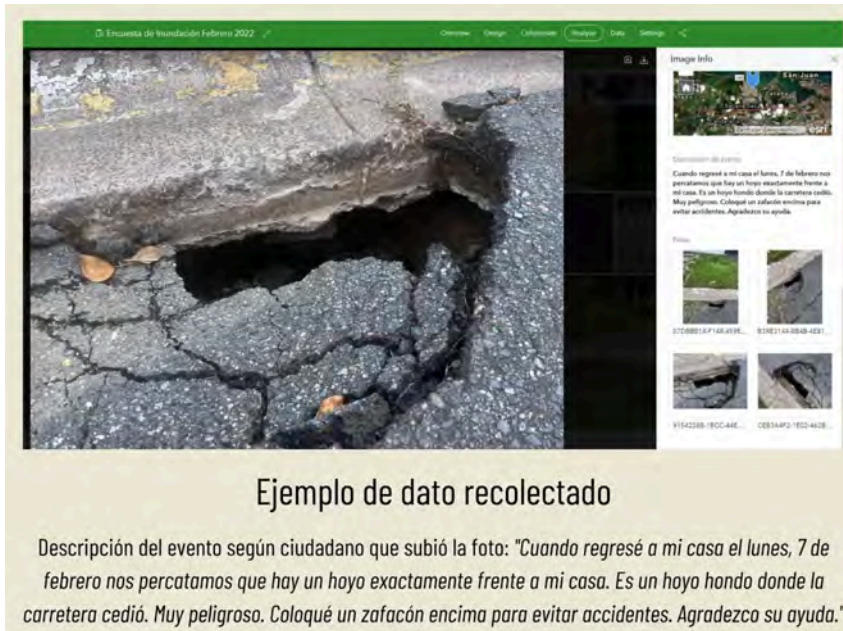 Encuesta de Inundación Febrero 2022
Overview Design Collaborate Analyze Data Settings
Image Info
San Juan
esri
Descripción de evento
Cuando regresé a mi casa el lunes, 7 de febrero nos
percatamos que hay un hoyo exactamente frente a
mi casa. Es un hoyo hondo donde la carretera cedió.
Muy peligroso. Coloqué un zafacón encima para
evitar accidentes. Agradezco su ayuda.
Fotos
Ejemplo de dato recolectado
Descripción del evento según ciudadano que subió la foto: "Cuando regresé a mi casa el lunes, 7 de
febrero nos percatamos que hay un hoyo exactamente frente a mi casa. Es un hoyo hondo donde la
carretera cedió. Muy peligroso. Coloqué un zafacón encima para evitar accidentes. Agradezco su ayuda."